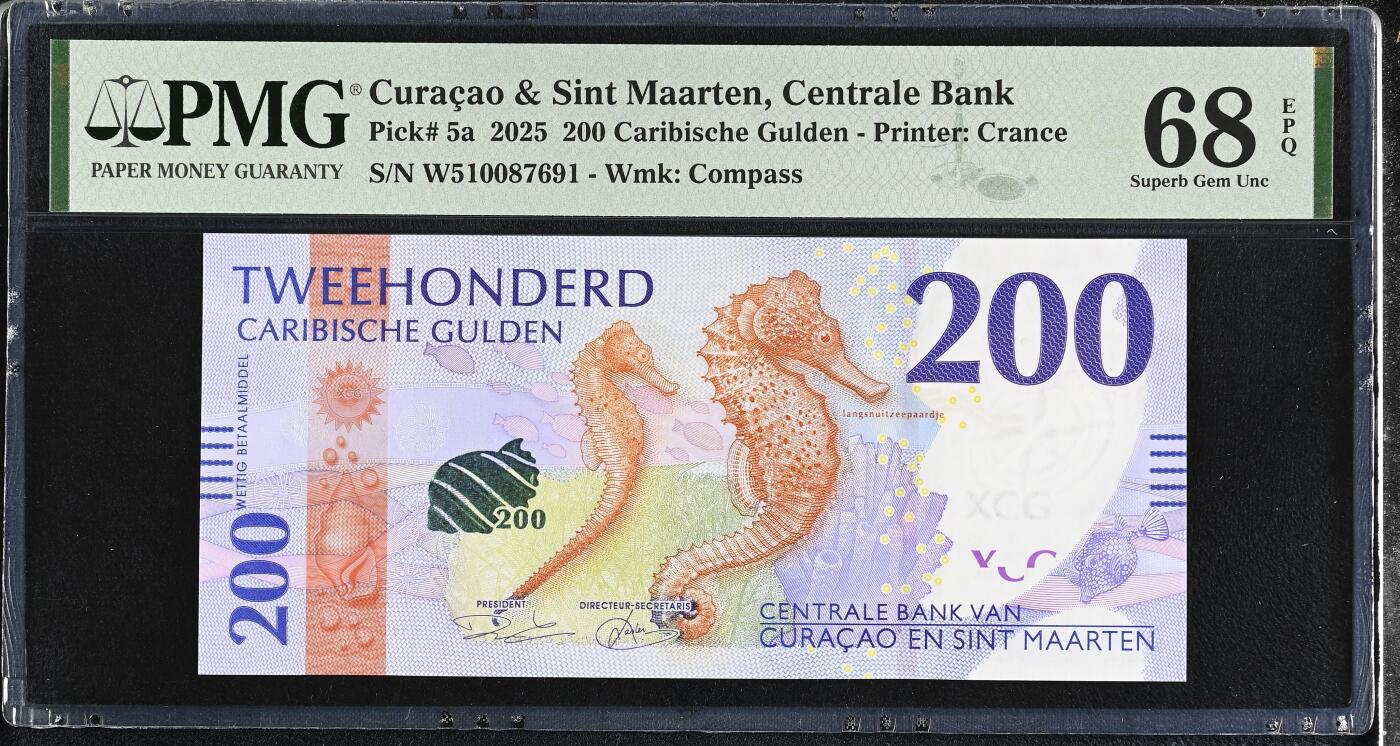 PMG®
PAPER MONEY GUARANTY
Curaçao & Sint Maarten, Centrale Bank
Pick# 5a 2025 200 Caribische Gulden - Printer: Crance
S/N W510087691 - Wmk: Compass
68
EPQ
Superb Gem Unc
TWEEHONDERD
CARIBISCHE GULDEN
200
WETTIG BETAALMIDDEL
XCG
langsnuitzeepaardje
200
XCG
XCG
200
PRESIDENT
DIRECTEUR-SECRETARIS
CENTRALE BANK VAN
CURAÇAO EN SINT MAARTEN